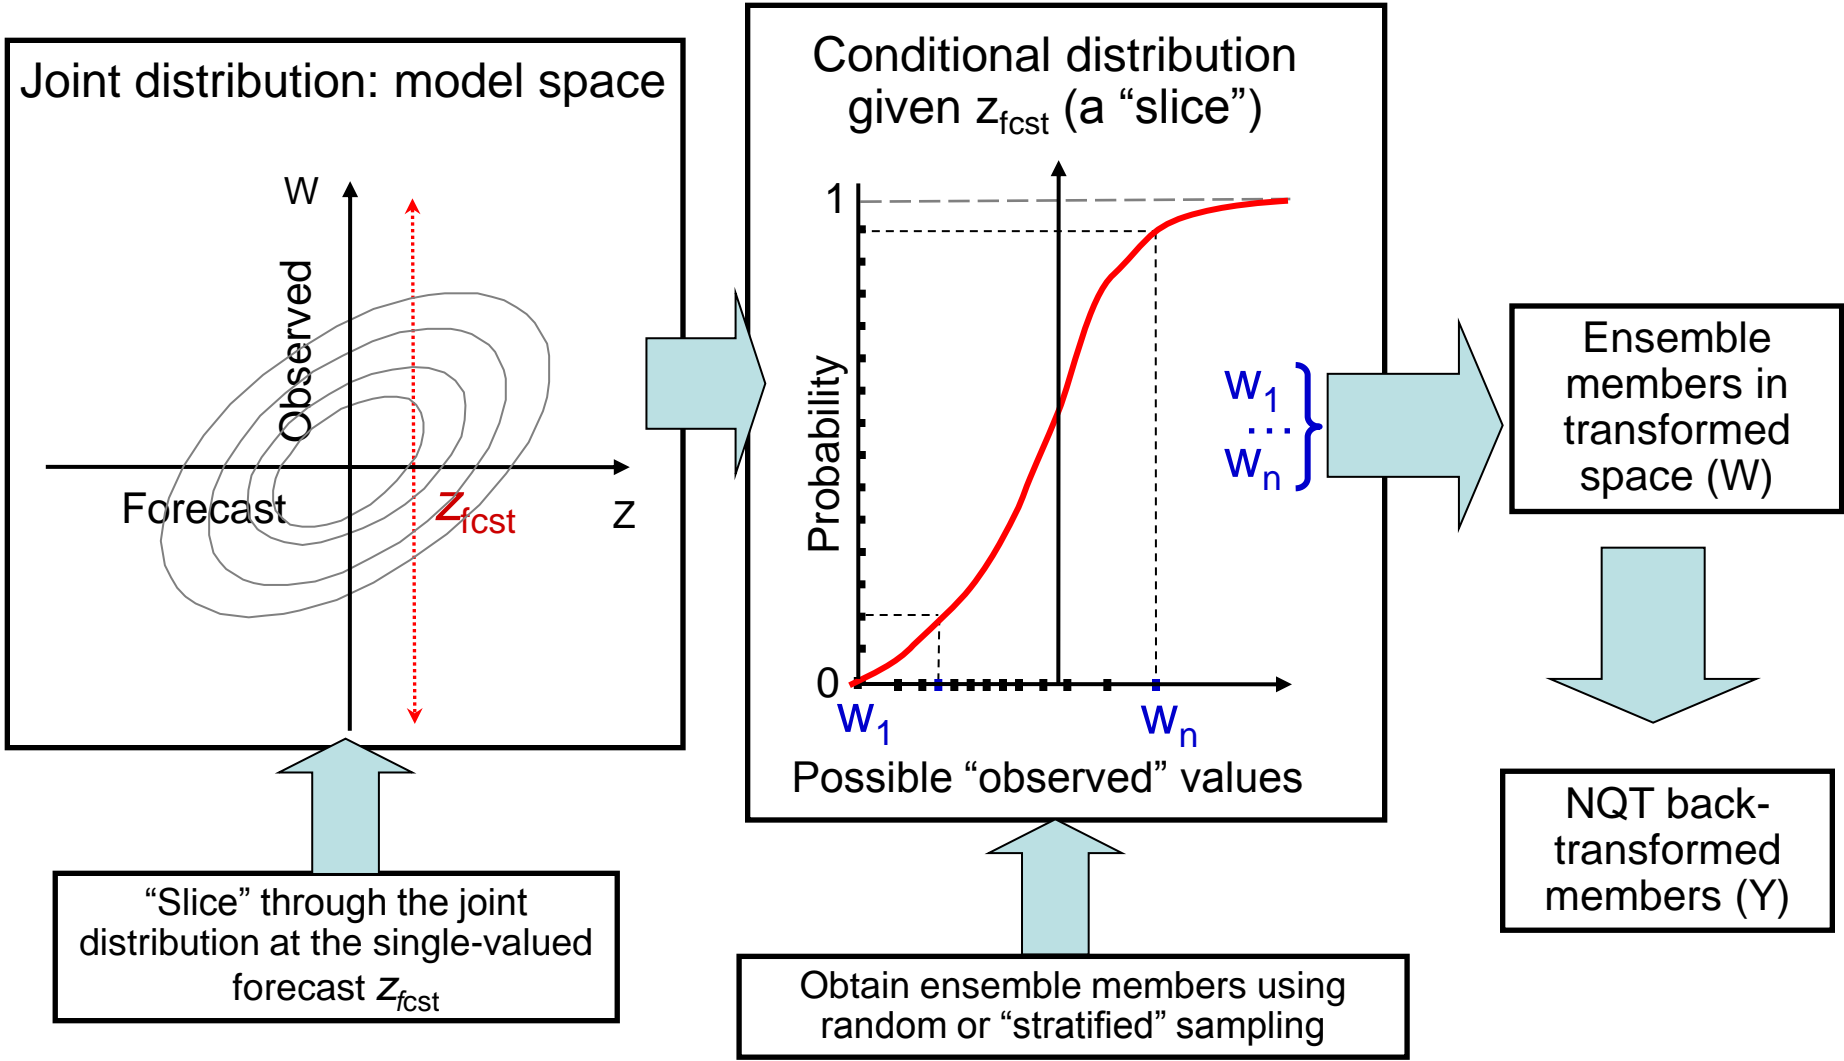 Joint distribution: model space
W
Observed
Forecast
Zfcst
Z
"Slice" through the joint
distribution at the single-valued
forecast zfcst
Conditional distribution
given zfcst (a “slice”)
1
Probability
0
w1
wn
Possible “observed” values
w1
...
wn
Obtain ensemble members using
random or “stratified” sampling
Ensemble
members in
transformed
space (W)
NQT back-
transformed
members (Y)